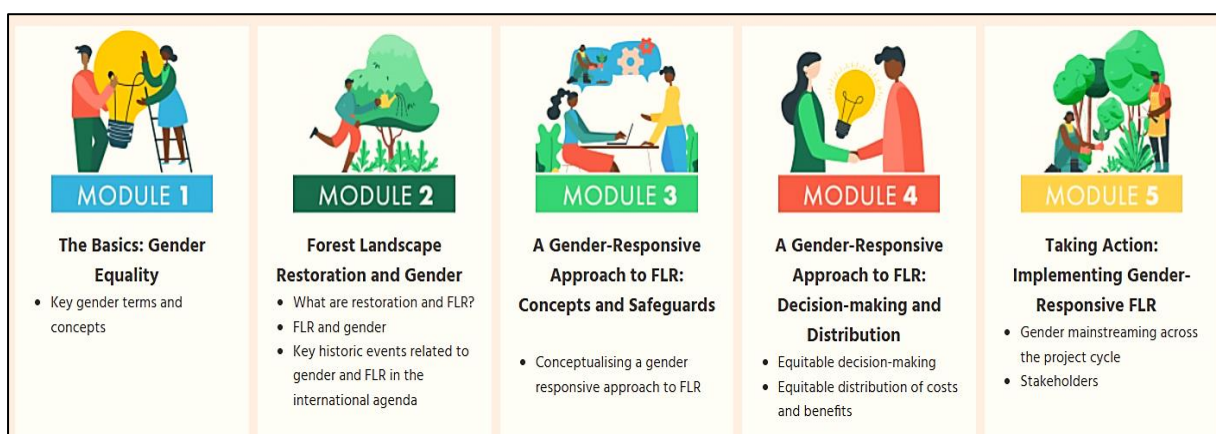 MODULE 1
The Basics: Gender
Equality
• Key gender terms and
concepts
MODULE 2
Forest Landscape
Restoration and Gender
• What are restoration and FLR?
• FLR and gender
• Key historic events related to
gender and FLR in the
international agenda
MODULE 3
A Gender-Responsive
Approach to FLR:
Concepts and Safeguards
• Conceptualising a gender
responsive approach to FLR
MODULE 4
A Gender-Responsive
Approach to FLR:
Decision-making and
Distribution
• Equitable decision-making
• Equitable distribution of costs
and benefits
MODULE 5
Taking Action:
Implementing Gender-
Responsive FLR
• Gender mainstreaming across
the project cycle
• Stakeholders